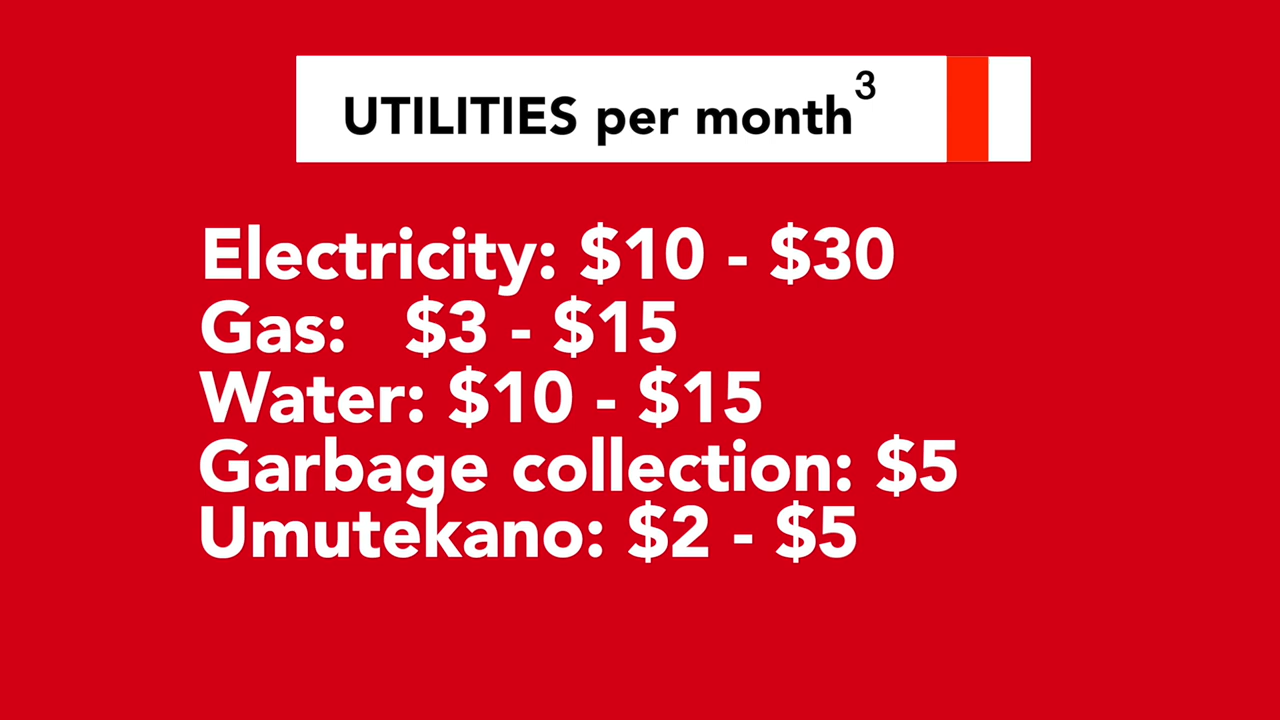 UTILITIES per month³
Electricity: $10 - $30
Gas: $3 - $15
Water: $10 - $15
Garbage collection: $5
Umutekano: $2 - $5